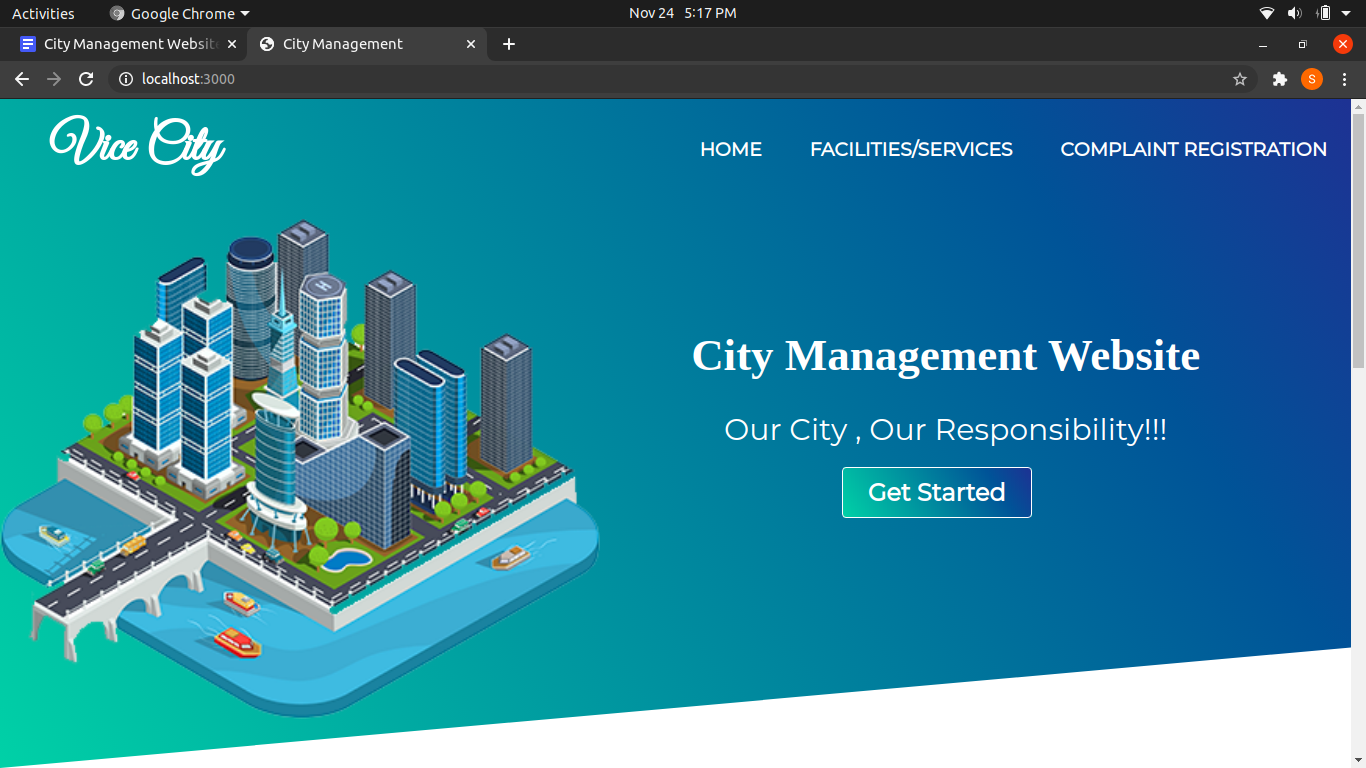 Activities Google Chrome Nov 24 5:17 PM
City Management Websit City Management
localhost:3000 S
Vice City HOME FACILITIES/SERVICES COMPLAINT REGISTRATION
H
City Management Website
Our City , Our Responsibility!!!
Get Started